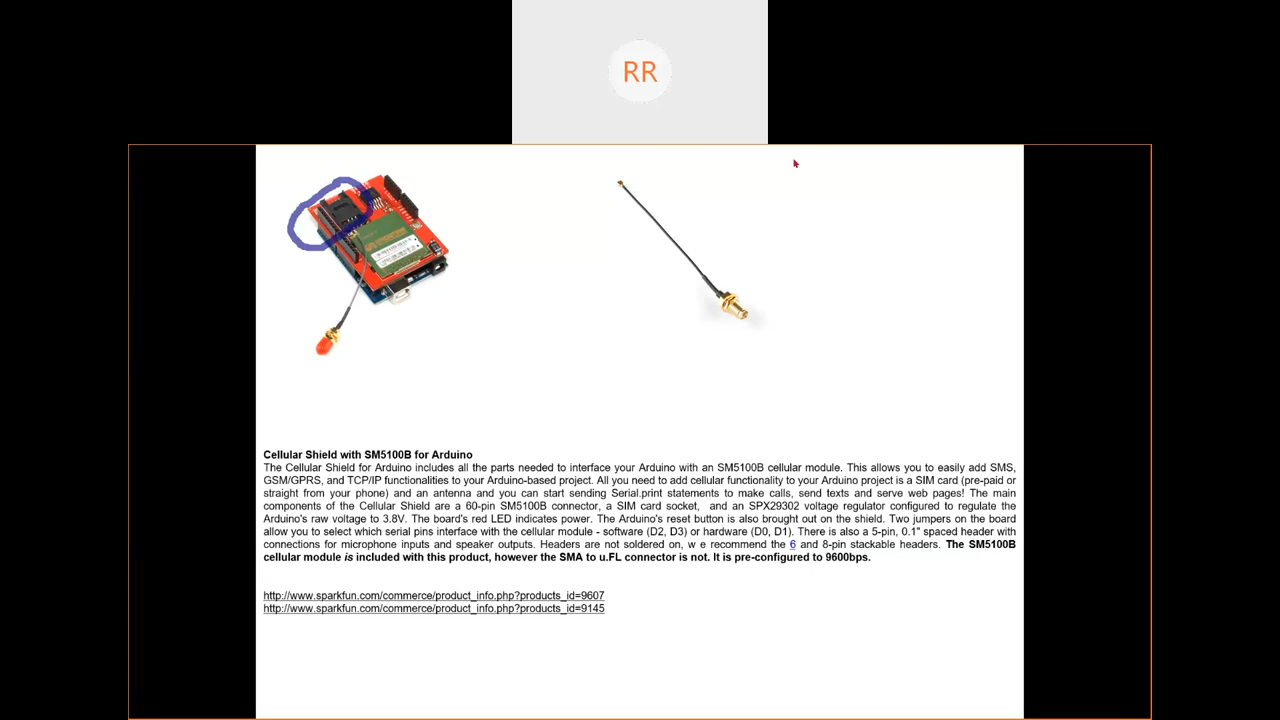 RR
Cellular Shield with SM5100B for Arduino
The Cellular Shield for Arduino includes all the parts needed to interface your Arduino with an SM5100B cellular module. This allows you to easily add SMS,
GSM/GPRS, and TCP/IP functionalities to your Arduino-based project. All you need to add cellular functionality to your Arduino project is a SIM card (pre-paid or
straight from your phone) and an antenna and you can start sending Serial.print statements to make calls, send texts and serve web pages! The main
components of the Cellular Shield are a 60-pin SM5100B connector, a SIM card socket, and an SPX29302 voltage regulator configured to regulate the
Arduino's raw voltage to 3.8V. The board's red LED indicates power. The Arduino's reset button is also brought out on the shield. Two jumpers on the board
allow you to select which serial pins interface with the cellular module - software (D2, D3) or hardware (D0, D1). There is also a 5-pin, 0.1" spaced header with
connections for microphone inputs and speaker outputs. Headers are not soldered on, w e recommend the 6 and 8-pin stackable headers. The SM5100B
cellular module is included with this product, however the SMA to u.FL connector is not. It is pre-configured to 9600bps.
http://www.sparkfun.com/commerce/product_info.php?products_id=9607
http://www.sparkfun.com/commerce/product_info.php?products_id=9145